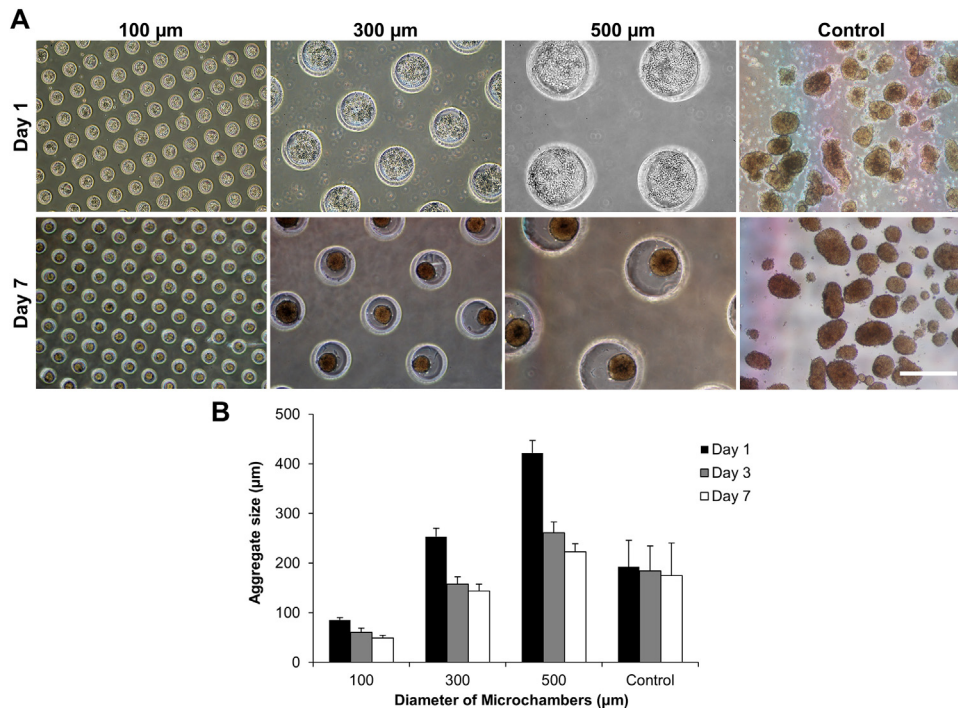 A
100 µm 300 µm 500 µm Control
Day 1
Day 7
B
500
400
300
200
100
0
Aggregate size (µm)
Day 1
Day 3
Day 7
100 300 500 Control
Diameter of Microchambers (µm)